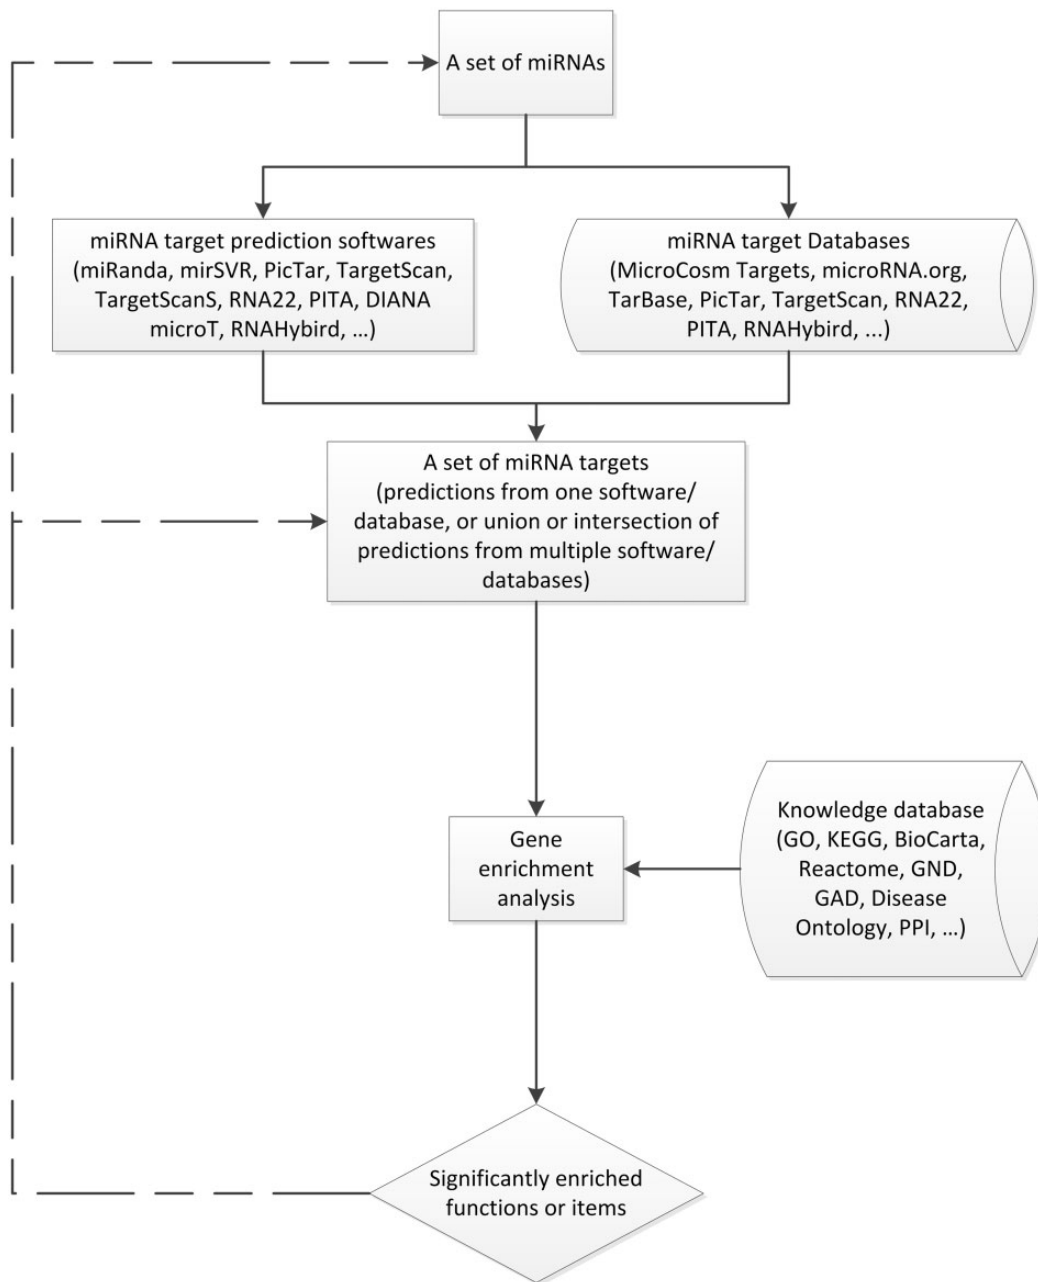 A set of miRNAs
miRNA target prediction softwares
(miRanda, mirSVR, PicTar, TargetScan,
TargetScanS, RNA22, PITA, DIANA
microT, RNAHybird, ...)
miRNA target Databases
(MicroCosm Targets, microRNA.org,
TarBase, PicTar, TargetScan, RNA22,
PITA, RNAHybird, ...)
A set of miRNA targets
(predictions from one software/
database, or union or intersection of
predictions from multiple software/
databases)
Gene
enrichment
analysis
Knowledge database
(GO, KEGG, BioCarta,
Reactome, GND,
GAD, Disease
Ontology, PPI, ...)
Significantly enriched
functions or items